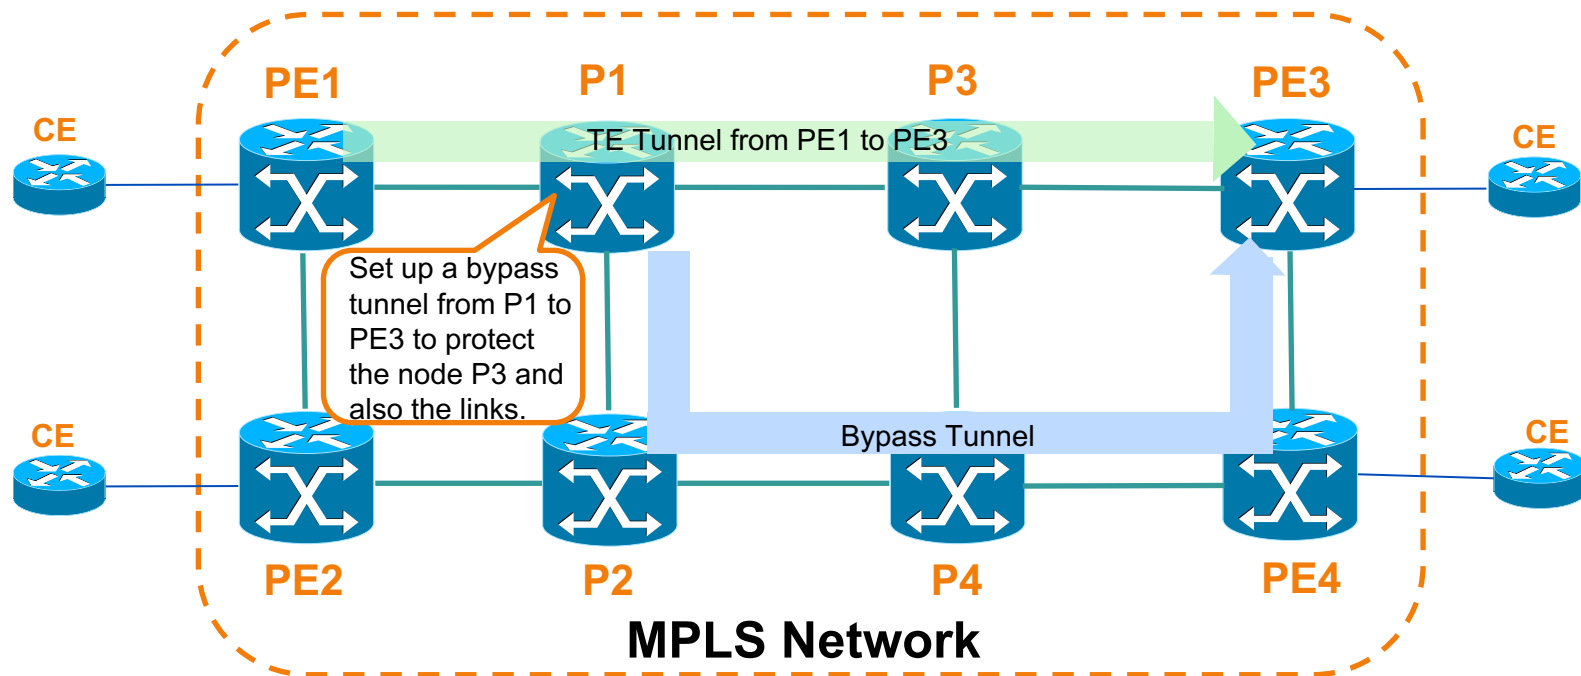 PE1
P1
P3
PE3
CE
TE Tunnel from PE1 to PE3
CE
Set up a bypass
tunnel from P1 to
PE3 to protect
the node P3 and
also the links.
CE
Bypass Tunnel
CE
PE2
P2
P4
PE4
MPLS Network